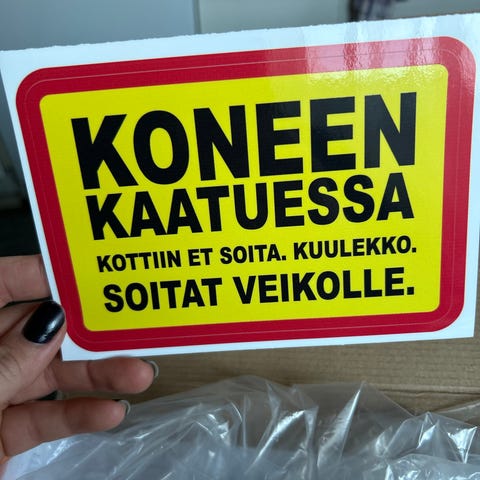 KONEEN
KAATUESSA
KOTTIIN ET SOITA. KUULEKKO.
SOITAT VEIKOLLE.